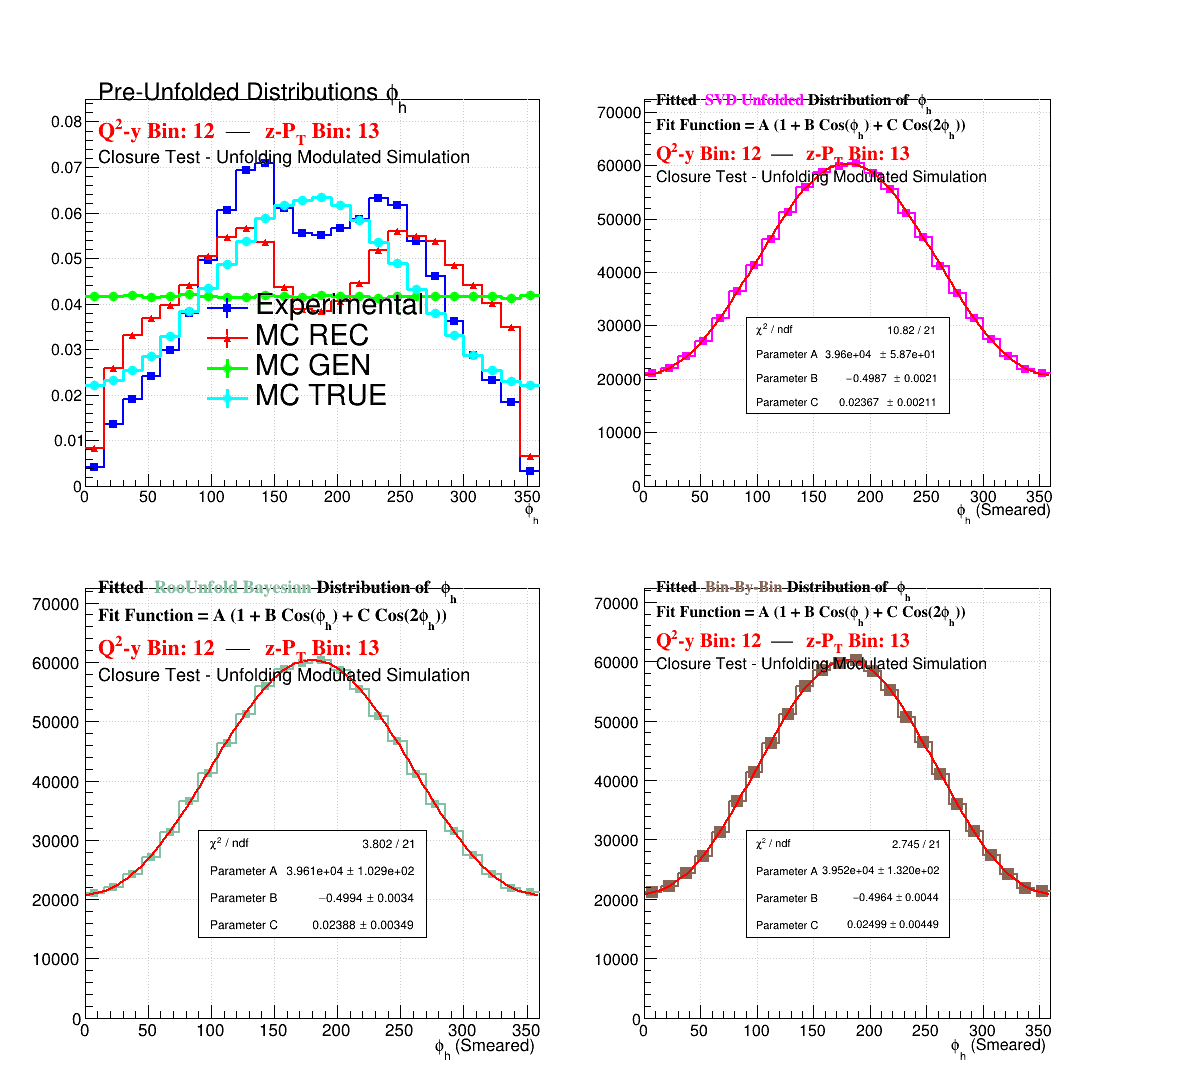 Pre-Unfolded Distributions ϕh
Q²-y Bin: 12 — z-PT Bin: 13
Closure Test - Unfolding Modulated Simulation
0.08
0.07
0.06
0.05
0.04
0.03
0.02
0.01
0
Experimental
MC REC
MC GEN
MC TRUE
0 50 100 150 200 250 300 350
ϕh
Fitted SVD Unfolded Distribution of ϕh
Fit Function = A (1 + B Cos(ϕh) + C Cos(2ϕh))
Q²-y Bin: 12 — z-PT Bin: 13
Closure Test - Unfolding Modulated Simulation
70000
60000
50000
40000
30000
20000
10000
0
χ² / ndf 10.82 / 21
Parameter A 3.96e+04 ± 5.87e+01
Parameter B −0.4987 ± 0.0021
Parameter C 0.02367 ± 0.00211
0 50 100 150 200 250 300 350
ϕh (Smeared)
Fitted RooUnfold Bayesian Distribution of ϕh
Fit Function = A (1 + B Cos(ϕh) + C Cos(2ϕh))
Q²-y Bin: 12 — z-PT Bin: 13
Closure Test - Unfolding Modulated Simulation
70000
60000
50000
40000
30000
20000
10000
0
χ² / ndf 3.802 / 21
Parameter A 3.961e+04 ± 1.029e+02
Parameter B −0.4994 ± 0.0034
Parameter C 0.02388 ± 0.00349
0 50 100 150 200 250 300 350
ϕh (Smeared)
Fitted Bin-By-Bin Distribution of ϕh
Fit Function = A (1 + B Cos(ϕh) + C Cos(2ϕh))
Q²-y Bin: 12 — z-PT Bin: 13
Closure Test - Unfolding Modulated Simulation
70000
60000
50000
40000
30000
20000
10000
0
χ² / ndf 2.745 / 21
Parameter A 3.952e+04 ± 1.320e+02
Parameter B −0.4964 ± 0.0044
Parameter C 0.02499 ± 0.00449
0 50 100 150 200 250 300 350
ϕh (Smeared)